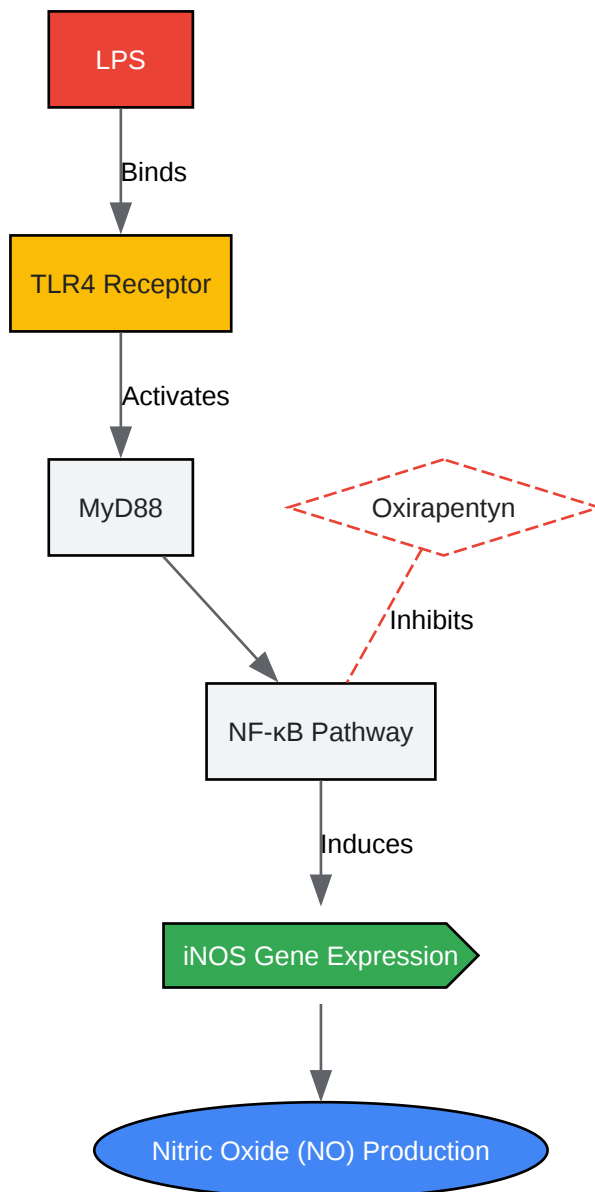 LPS
Binds
TLR4 Receptor
Activates
MyD88
Oxirapentyn
Inhibits
NF-κB Pathway
Induces
iNOS Gene Expression
Nitric Oxide (NO) Production